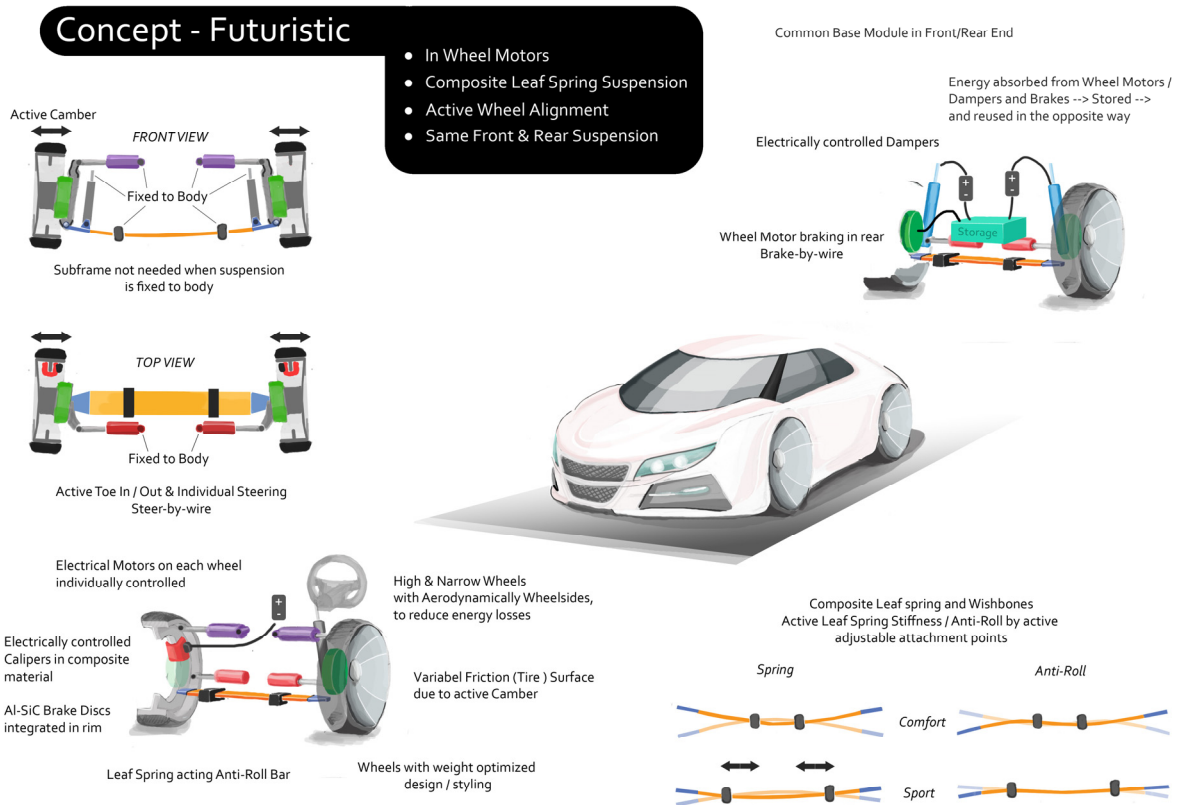 Concept - Futuristic
• In Wheel Motors
• Composite Leaf Spring Suspension
• Active Wheel Alignment
• Same Front & Rear Suspension
Common Base Module in Front/Rear End
Energy absorbed from Wheel Motors /
Dampers and Brakes --> Stored -->
and reused in the opposite way
Electrically controlled Dampers
+
-
+
-
Storage
Wheel Motor braking in rear
Brake-by-wire
Active Camber
FRONT VIEW
Fixed to Body
Subframe not needed when suspension
is fixed to body
TOP VIEW
Fixed to Body
Active Toe In / Out & Individual Steering
Steer-by-wire
Electrical Motors on each wheel
individually controlled
+
-
High & Narrow Wheels
with Aerodynamically Wheelsides,
to reduce energy losses
Electrically controlled
Calipers in composite
material
Variabel Friction (Tire ) Surface
due to active Camber
Al-SiC Brake Discs
integrated in rim
Leaf Spring acting Anti-Roll Bar
Wheels with weight optimized
design / styling
Composite Leaf spring and Wishbones
Active Leaf Spring Stiffness / Anti-Roll by active
adjustable attachment points
Spring
Anti-Roll
Comfort
Sport